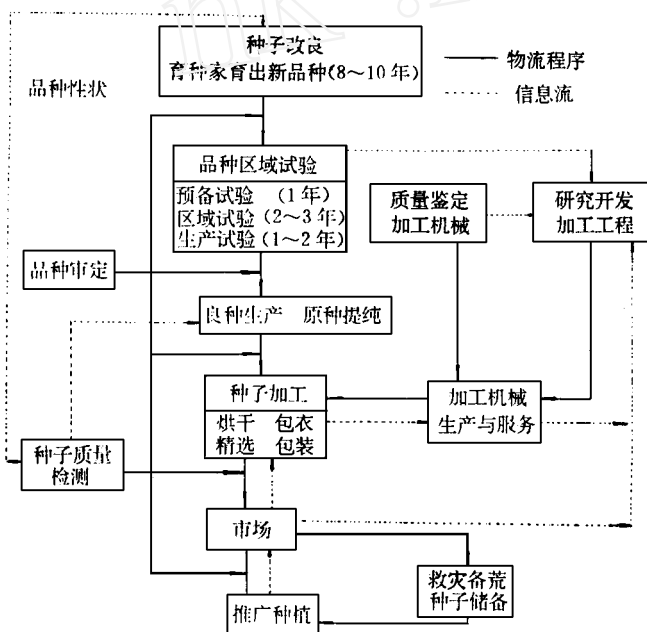 种子改良
育种家育出新品种(8～10年)
物流程序
信息流
品种性状
品种区域试验
预备试验 (1年)
区域试验(2～3年)
生产试验(1～2年)
质量鉴定
加工机械
研究开发
加工工程
品种审定
良种生产 原种提纯
种子加工
烘干 包衣
精选 包装
加工机械
生产与服务
种子质量
检测
市场
救灾备荒
种子储备
推广种植